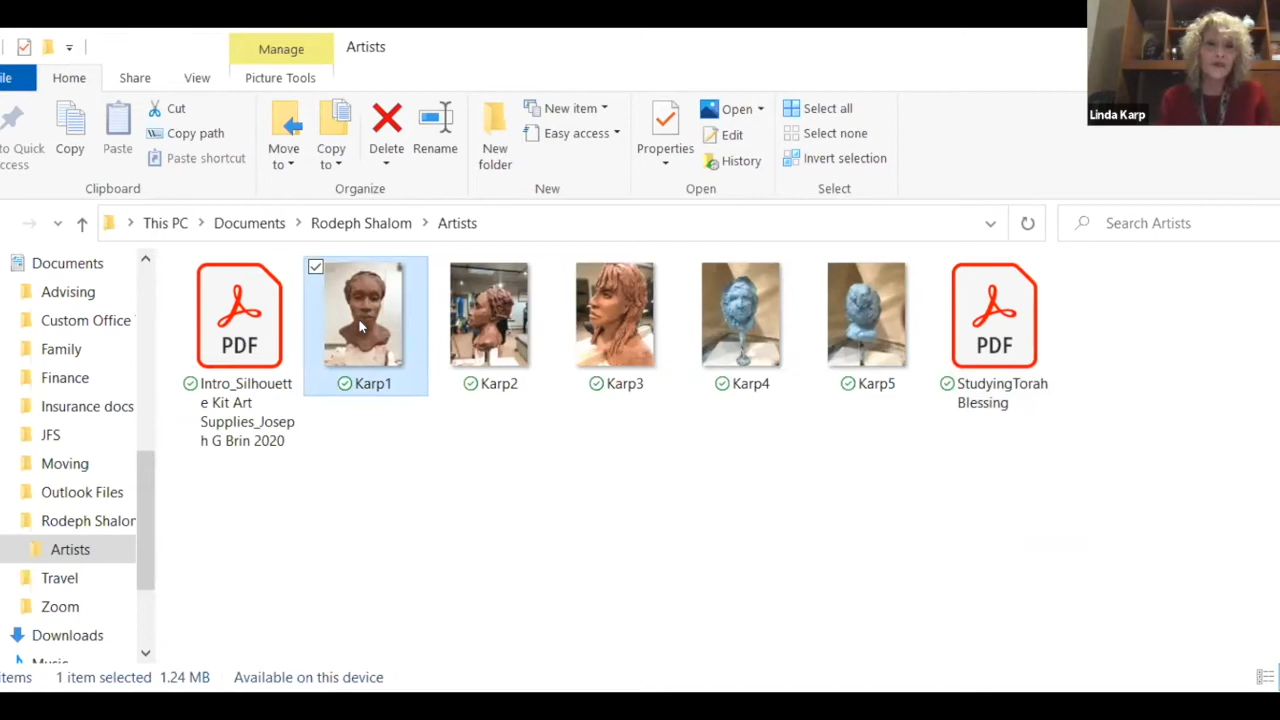 Manage
Artists
Linda Karp
ile
Home
Share
View
Picture Tools
to Quick
ccess
Copy
Paste
Cut
Copy path
Paste shortcut
Move
to
Copy
to
Delete
Rename
New
folder
New item
Easy access
Properties
Open
Edit
History
Select all
Select none
Invert selection
Clipboard
Organize
New
Open
Select
This PC
Documents
Rodeph Shalom
Artists
Search Artists
Documents
Advising
Custom Office
Family
Finance
Insurance docs
JFS
Moving
Outlook Files
Rodeph Shalor
Artists
Travel
Zoom
Downloads
Music
PDF
PDF
Intro_Silhouett
e Kit Art
Supplies_Josep
h G Brin 2020
Karp1
Karp2
Karp3
Karp4
Karp5
StudyingTorah
Blessing
items
1 item selected 1.24 MB
Available on this device